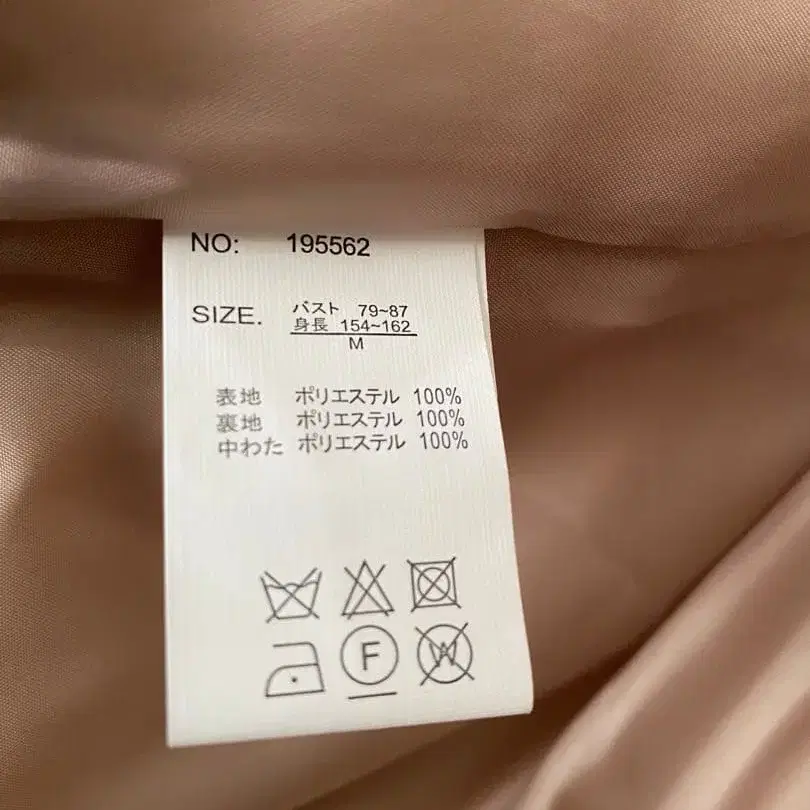 NO: 195562
SIZE. バスト 79~87
身長 154~162
M
表地 ポリエステル 100%
裏地 ポリエステル 100%
中わた ポリエステル 100%
F W